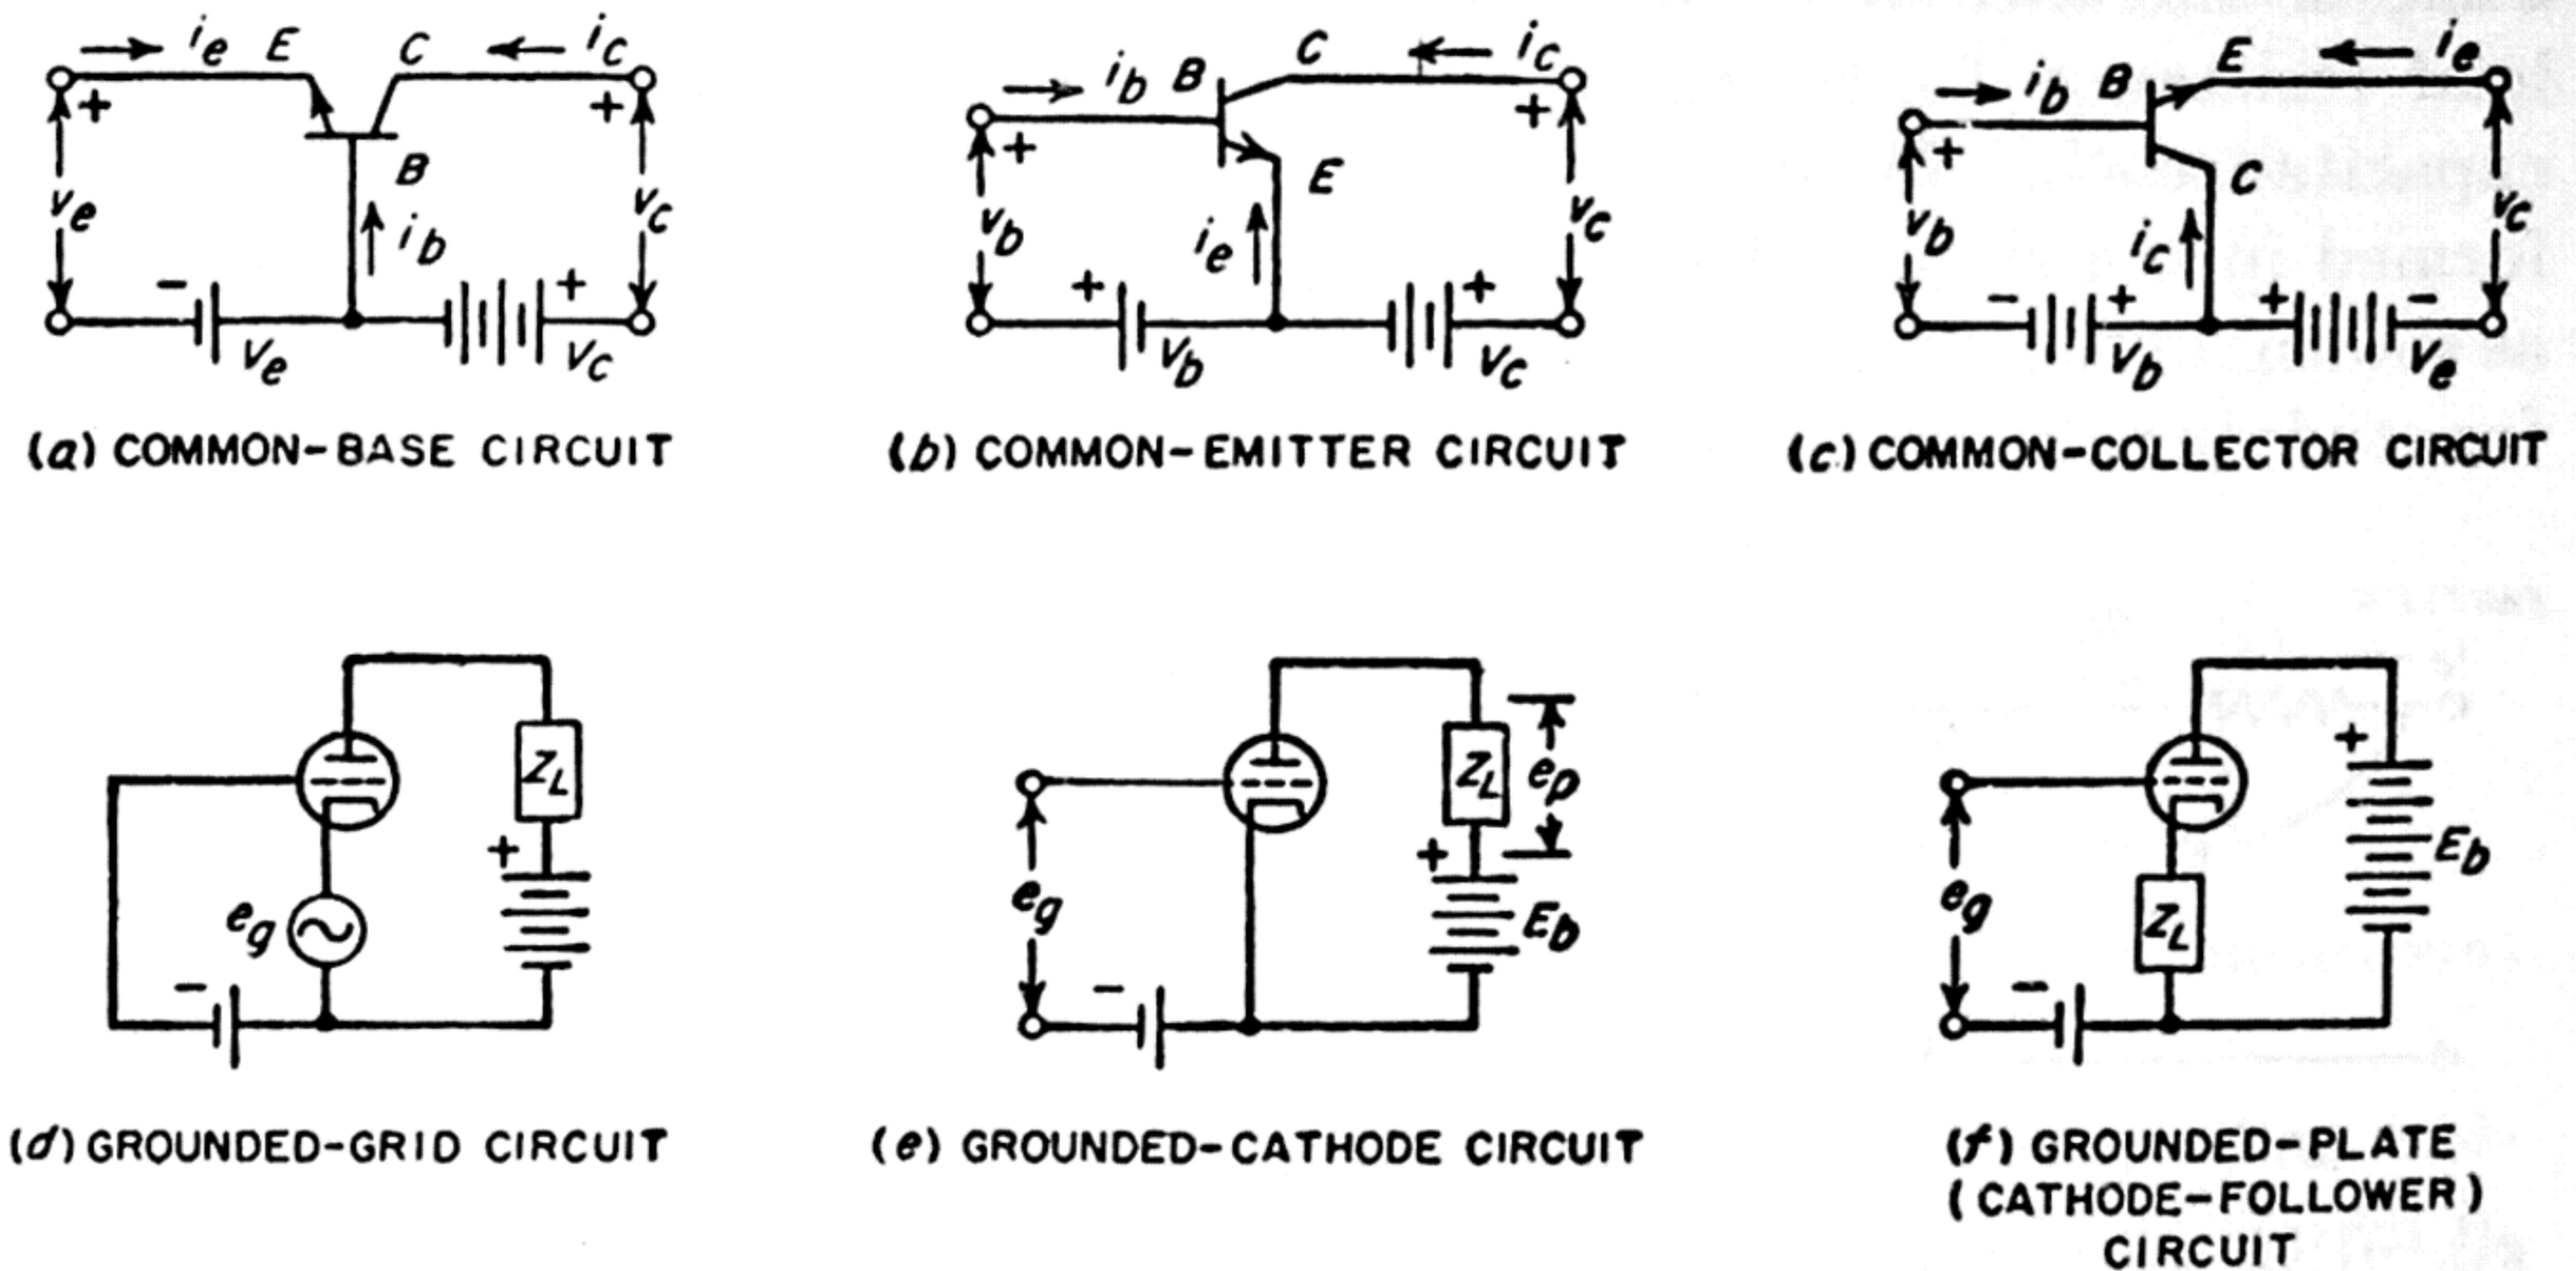 i_e E C i_c
+ +
v_e v_c
B
i_b
- +
V_e V_c
(a) COMMON-BASE CIRCUIT
i_b B C i_c
+ +
v_b v_c
E
i_e
+ +
V_b V_c
(b) COMMON-EMITTER CIRCUIT
i_b B E i_e
+
v_b v_c
C
i_c
- + + -
V_b V_e
(c) COMMON-COLLECTOR CIRCUIT
Z_L
+
e_g
-
(d) GROUNDED-GRID CIRCUIT
Z_L e_p
+
e_g E_b
-
(e) GROUNDED-CATHODE CIRCUIT
+
E_b
e_g Z_L
-
(f) GROUNDED-PLATE
(CATHODE-FOLLOWER)
CIRCUIT